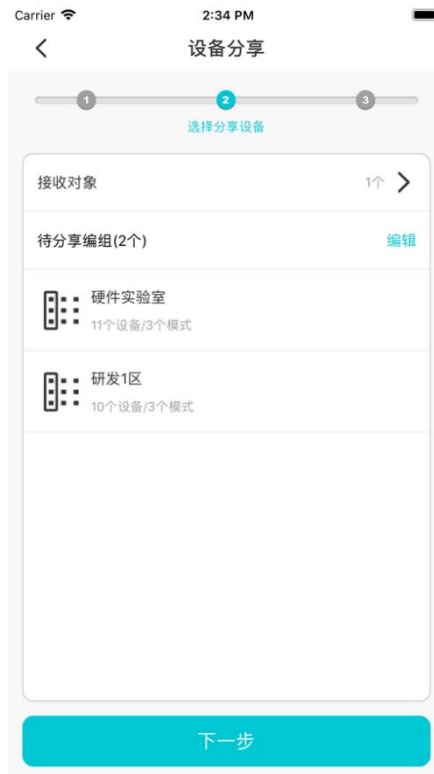 Carrier 2:34 PM
设备分享
1 2 3
选择分享设备
接收对象 1个
待分享编组(2个) 编辑
硬件实验室
11个设备/3个模式
研发1区
10个设备/3个模式
下一步